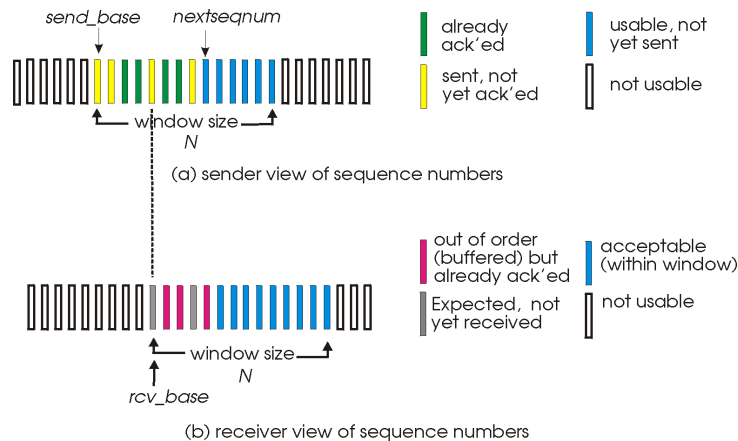 send_base
nextseqnum
already
ack'ed
usable, not
yet sent
sent, not
yet ack'ed
not usable
window size
N
(a) sender view of sequence numbers
out of order
(buffered) but
already ack'ed
acceptable
(within window)
Expected, not
yet received
not usable
window size
N
rcv_base
(b) receiver view of sequence numbers